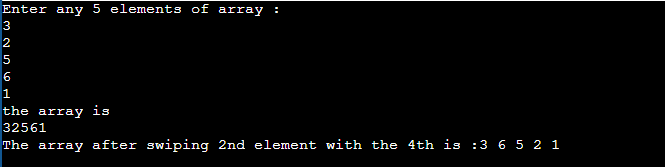 Enter any 5 elements of array :
3
2
5
6
1
the array is
32561
The array after swiping 2nd element with the 4th is :3 6 5 2 1